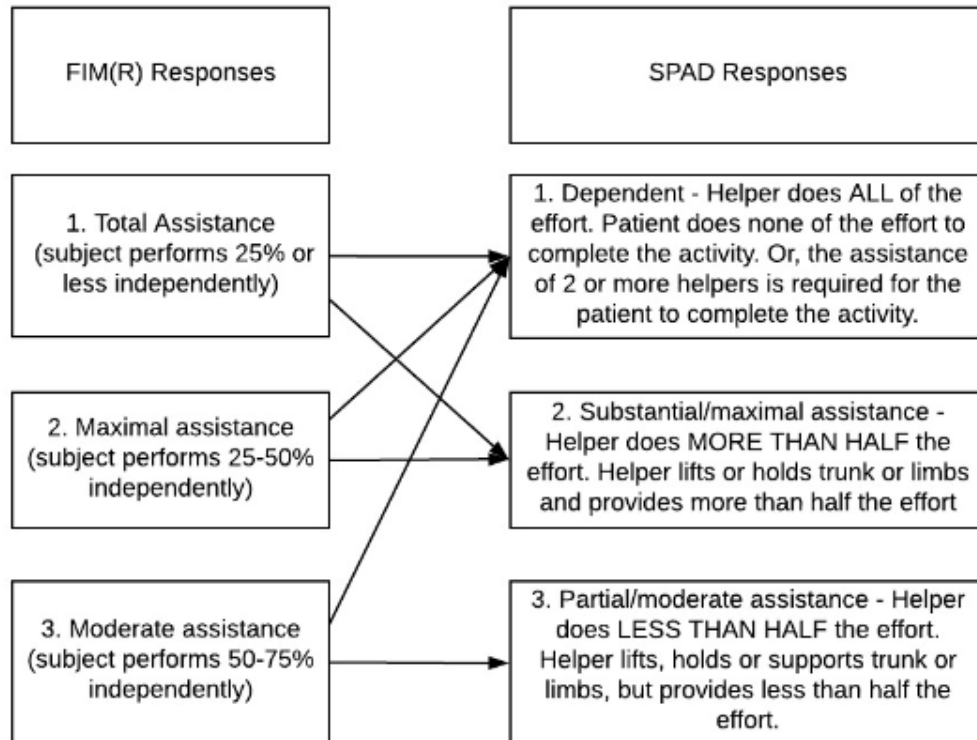 FIM(R) Responses
SPAD Responses
1. Total Assistance
(subject performs 25% or
less independently)
1. Dependent - Helper does ALL of the
effort. Patient does none of the effort to
complete the activity. Or, the assistance
of 2 or more helpers is required for the
patient to complete the activity.
2. Maximal assistance
(subject performs 25-50%
independently)
2. Substantial/maximal assistance -
Helper does MORE THAN HALF the
effort. Helper lifts or holds trunk or limbs
and provides more than half the effort
3. Moderate assistance
(subject performs 50-75%
independently)
3. Partial/moderate assistance - Helper
does LESS THAN HALF the effort.
Helper lifts, holds or supports trunk or
limbs, but provides less than half the
effort.